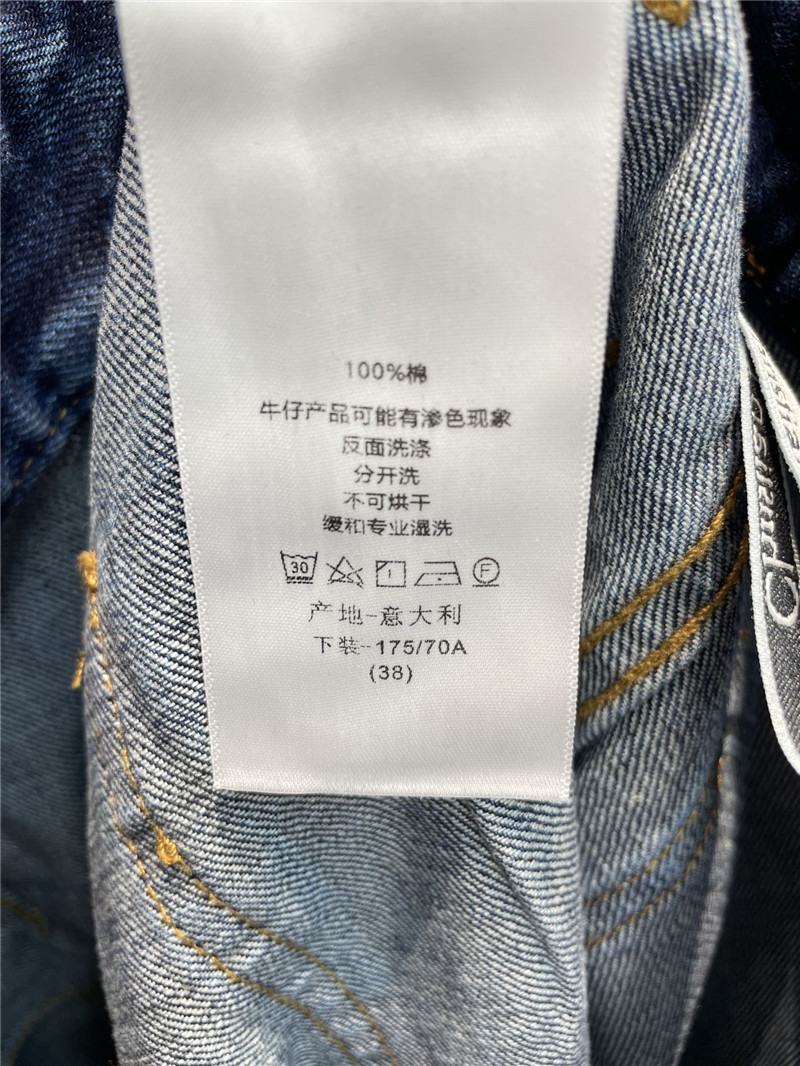 100%棉
牛仔产品可能有渗色现象
反面洗涤
分开洗
不可烘干
缓和专业湿洗
30 F
产地-意大利
下装-175/70A
(38)